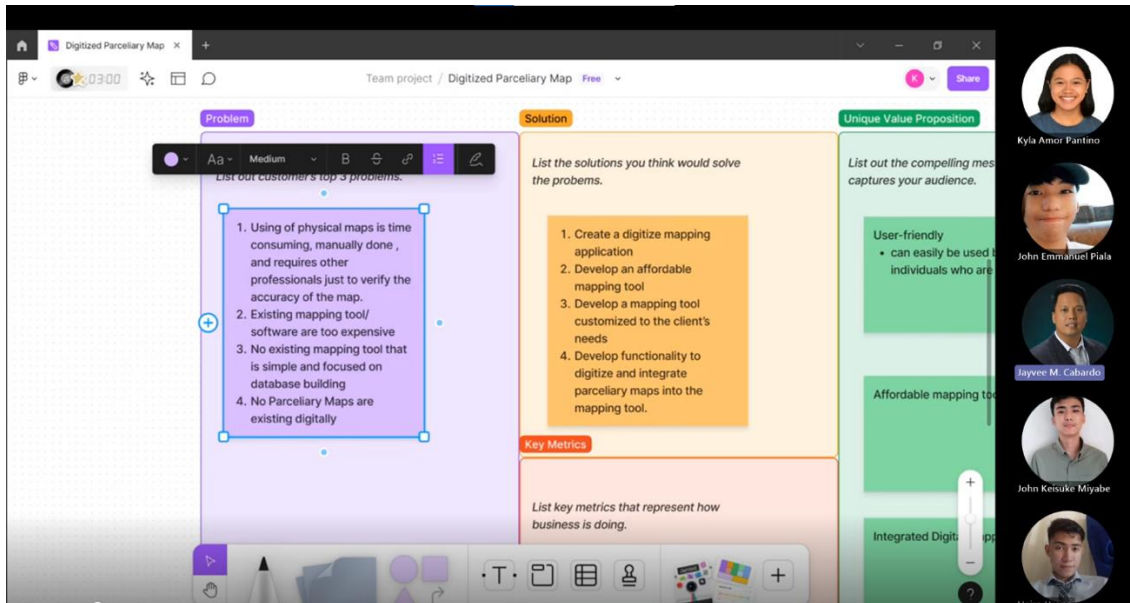 Digitized Parceliary Map
03:00
Team project / Digitized Parceliary Map Free
K
Share
Problem
Solution
Unique Value Proposition
Aa
Medium
B
S
List out customer's top 3 problems.
1. Using of physical maps is time
consuming, manually done ,
and requires other
professionals just to verify the
accuracy of the map.
2. Existing mapping tool/
software are too expensive
3. No existing mapping tool that
is simple and focused on
database building
4. No Parceliary Maps are
existing digitally
List the solutions you think would solve
the probems.
1. Create a digitize mapping
application
2. Develop an affordable
mapping tool
3. Develop a mapping tool
customized to the client's
needs
4. Develop functionality to
digitize and integrate
parceliary maps into the
mapping tool.
Key Metrics
List key metrics that represent how
business is doing.
List out the compelling
captures your audience.
User-friendly
• can easily be used
individuals who are
Affordable mapping
Integrated
T
?
Kyla Amor Pantino
John Emmanuel Piala
Jayvee M. Cabardo
John Keisuke Miyabe